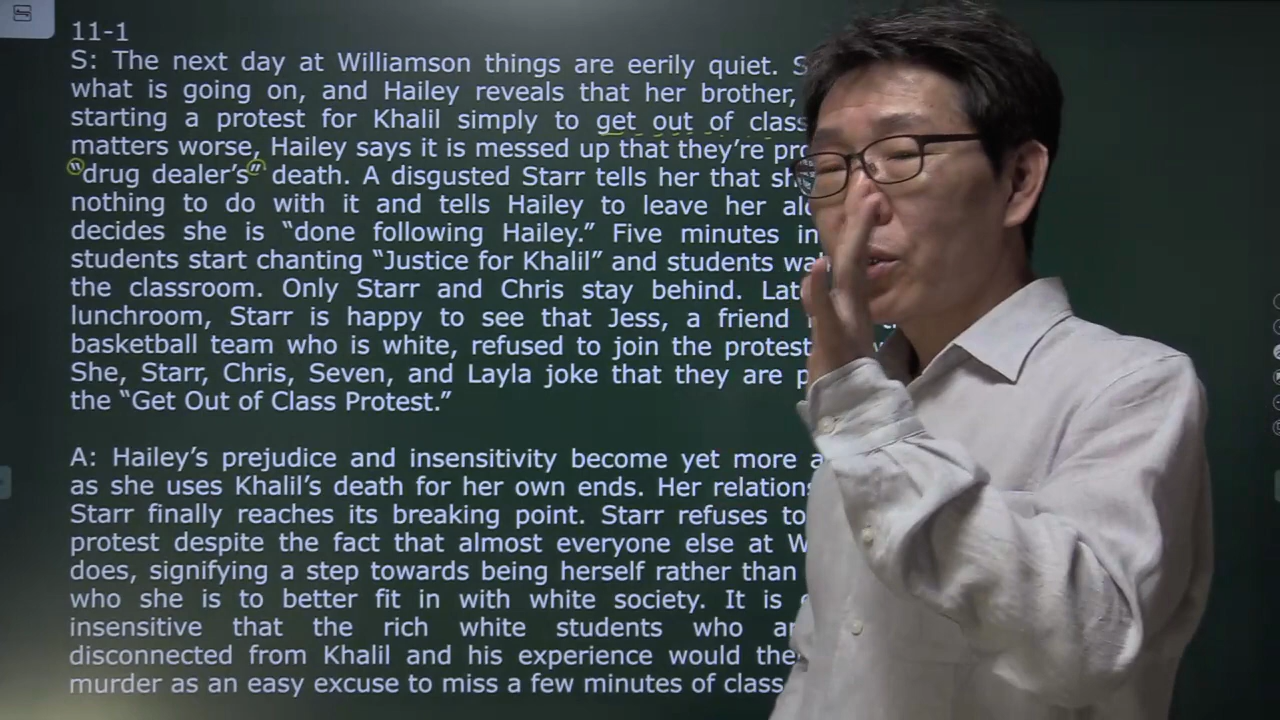 11-1
S: The next day at Williamson things are eerily quiet.
what is going on, and Hailey reveals that her brother,
starting a protest for Khalil simply to get out of class
matters worse, Hailey says it is messed up that they're
"drug dealer's" death. A disgusted Starr tells her that
nothing to do with it and tells Hailey to leave her
decides she is “done following Hailey.” Five minutes in
students start chanting “Justice for Khalil” and students
the classroom. Only Starr and Chris stay behind.
lunchroom, Starr is happy to see that Jess, a friend
basketball team who is white, refused to join the protest
She, Starr, Chris, Seven, and Layla joke that they are
the “Get Out of Class Protest.”
A: Hailey’s prejudice and insensitivity become yet more
as she uses Khalil’s death for her own ends. Her
Starr finally reaches its breaking point. Starr refuses to
protest despite the fact that almost everyone else at
does, signifying a step towards being herself rather than
who she is to better fit in with white society. It is
insensitive that the rich white students who
disconnected from Khalil and his experience would
murder as an easy excuse to miss a few minutes of class